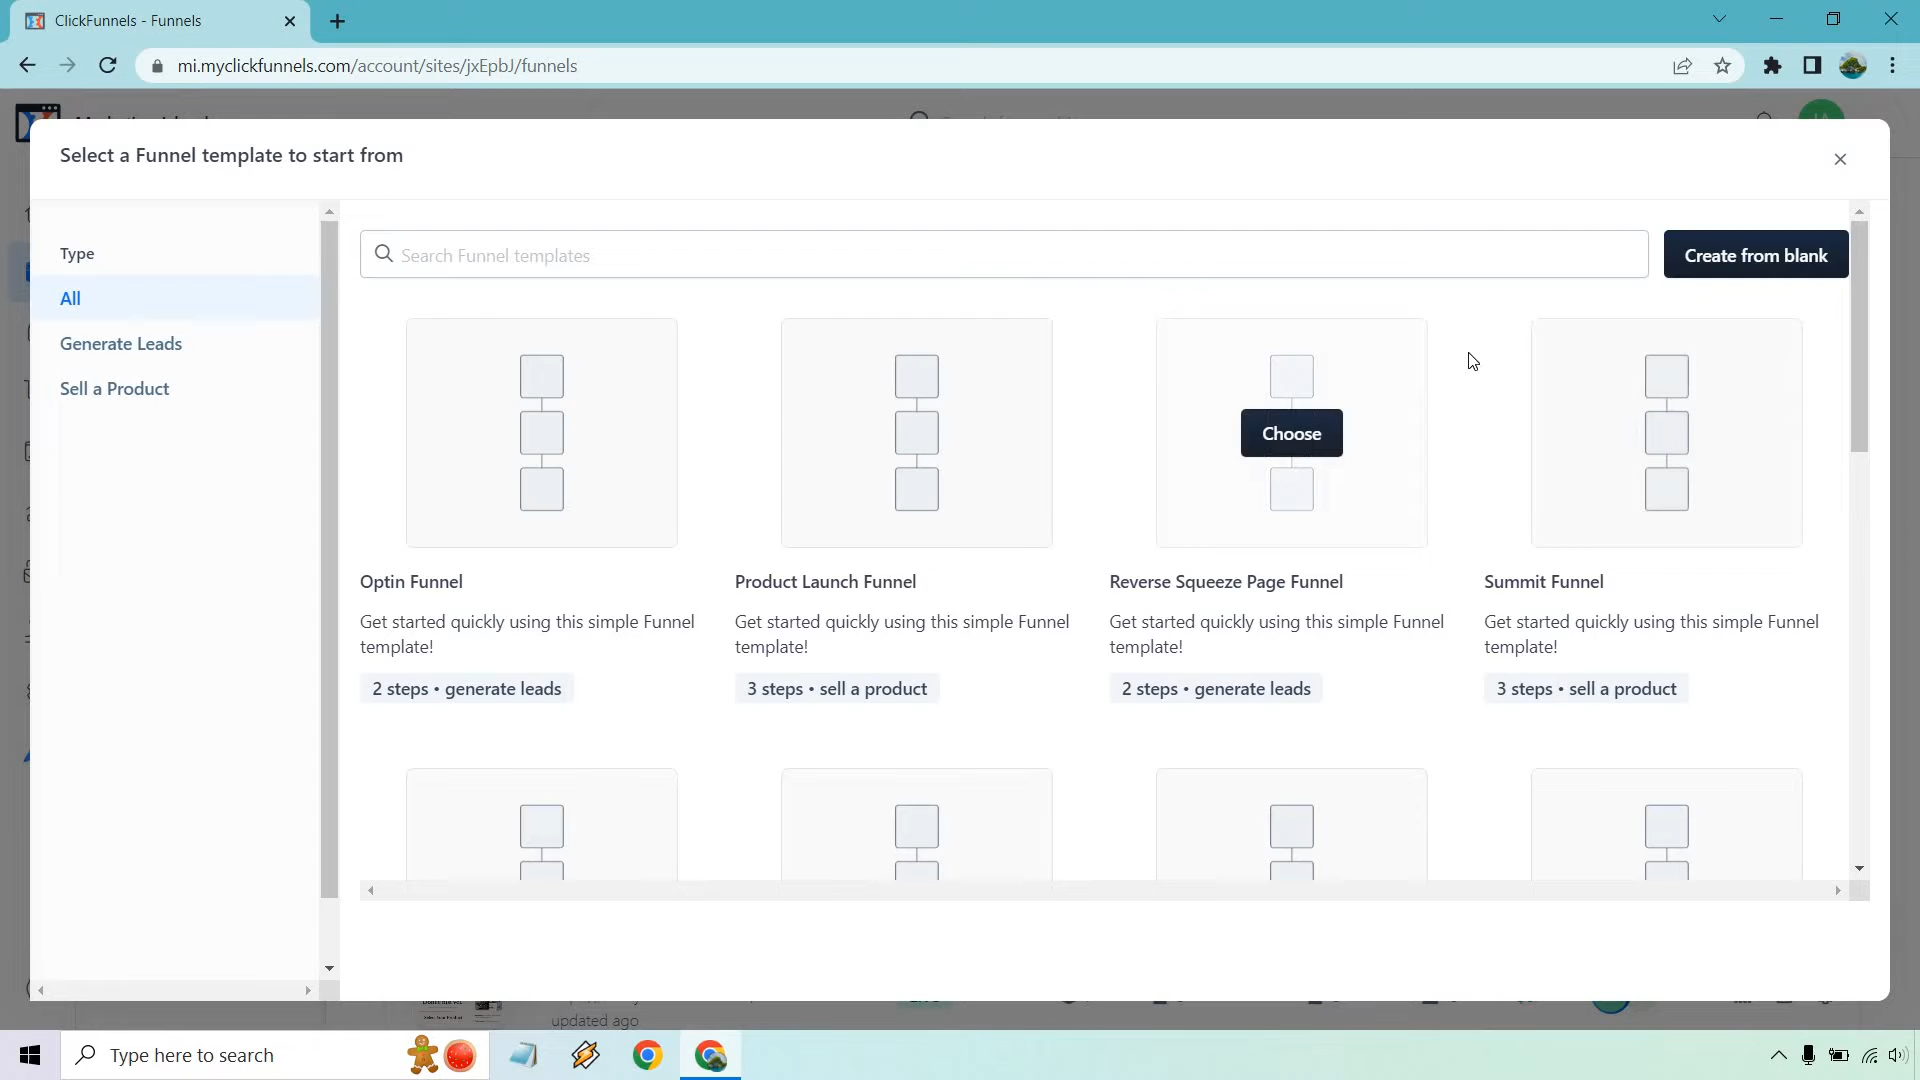 ClickFunnels - Funnels
mi.myclickfunnels.com/account/sites/jxEpbJ/funnels
Select a Funnel template to start from
Type
All
Generate Leads
Sell a Product
Search Funnel templates
Create from blank
Choose
Optin Funnel
Get started quickly using this simple Funnel
template!
2 steps • generate leads
Product Launch Funnel
Get started quickly using this simple Funnel
template!
3 steps • sell a product
Reverse Squeeze Page Funnel
Get started quickly using this simple Funnel
template!
2 steps • generate leads
Summit Funnel
Get started quickly using this simple Funnel
template!
3 steps • sell a product
updated ago
Type here to search